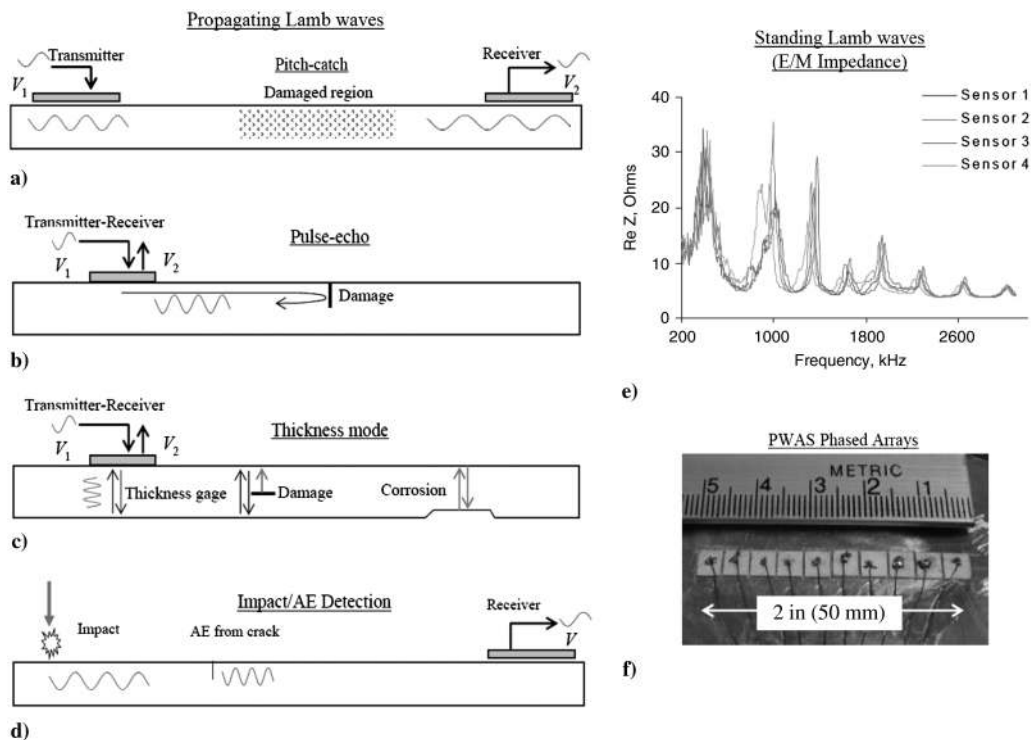 Propagating Lamb waves
Transmitter
Receiver
Pitch-catch
V₁
Damaged region
V₂
a)
Transmitter-Receiver
Pulse-echo
V₁
V₂
Damage
b)
Transmitter-Receiver
Thickness mode
V₁
V₂
Thickness gage
Damage
Corrosion
c)
Impact/AE Detection
Receiver
Impact
AE from crack
V
d)
Standing Lamb waves
(E/M Impedance)
40
30
20
10
0
Re Z, Ohms
Sensor 1
Sensor 2
Sensor 3
Sensor 4
200
1000
1800
2600
Frequency, kHz
e)
PWAS Phased Arrays
METRIC
5 4 3 2 1
2 in (50 mm)
f)